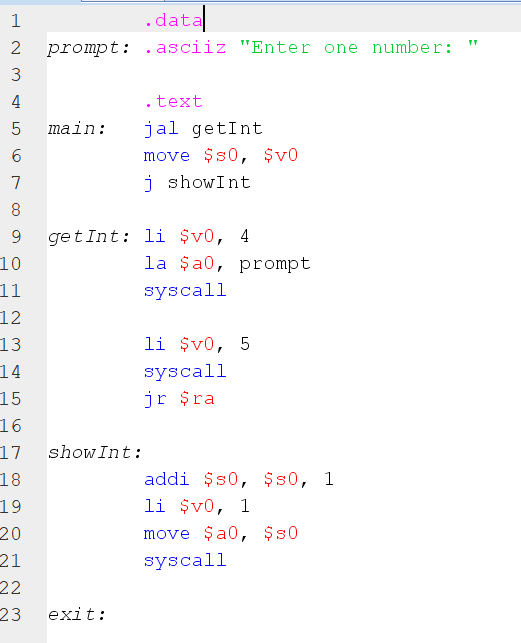 1 .data
2 prompt: .asciiz "Enter one number: "
3
4 .text
5 main: jal getInt
6 move $s0, $v0
7 j showInt
8
9 getInt: li $v0, 4
10 la $a0, prompt
11 syscall
12
13 li $v0, 5
14 syscall
15 jr $ra
16
17 showInt:
18 addi $s0, $s0, 1
19 li $v0, 1
20 move $a0, $s0
21 syscall
22
23 exit: